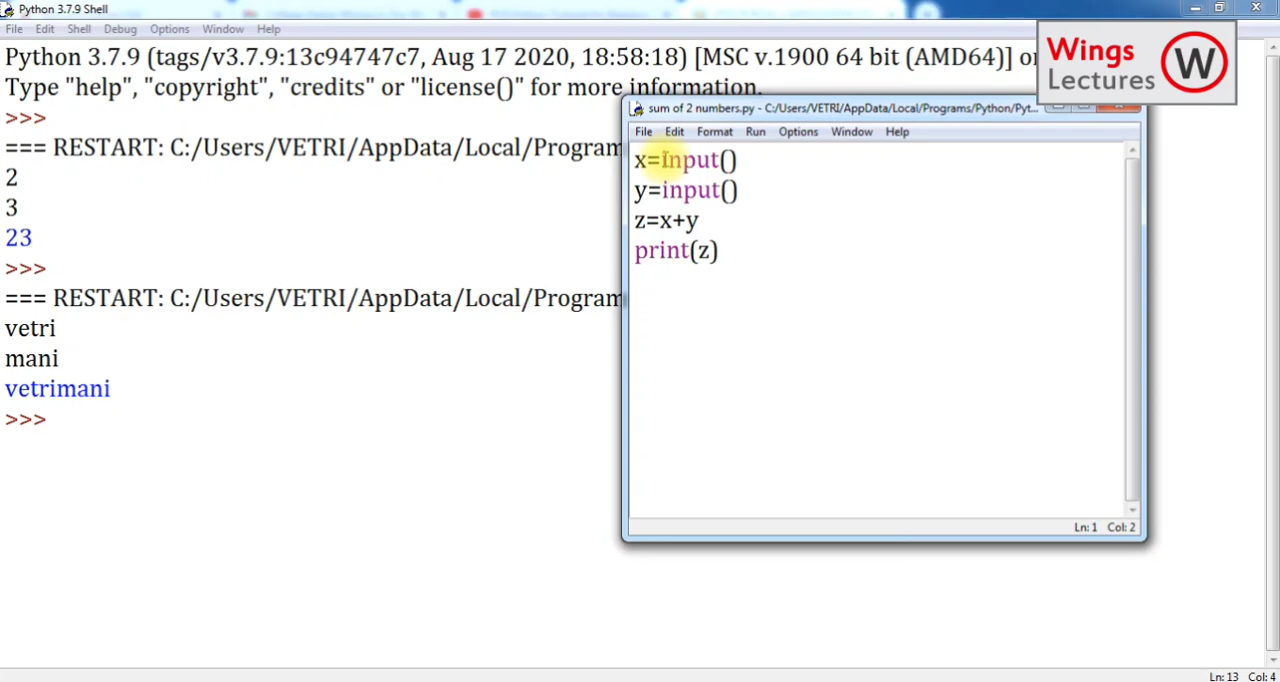 Python 3.7.9 Shell
File Edit Shell Debug Options Window Help
Python 3.7.9 (tags/v3.7.9:13c94747c7, Aug 17 2020, 18:58:18) [MSC v.1900 64 bit (AMD64)]
Type "help", "copyright", "credits" or "license()" for more information.
>>>
=== RESTART: C:/Users/VETRI/AppData/Local/Program
2
3
23
>>>
=== RESTART: C:/Users/VETRI/AppData/Local/Program
vetri
mani
vetrimani
>>>
Wings
Lectures
W
sum of 2 numbers.py - C:/Users/VETRI/AppData/Local/Programs/Python/Pyt...
File Edit Format Run Options Window Help
x=input()
y=input()
z=x+y
print(z)
Ln: 1 Col: 2
Ln: 13 Col: 4